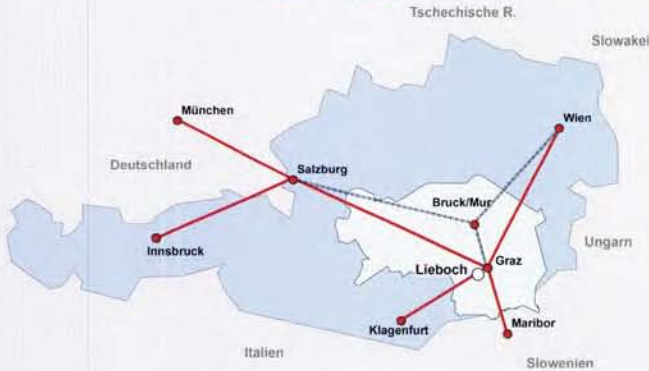 Tschechische R.
Slowakei
München
Wien
Deutschland
Salzburg
Bruck/Mur
Innsbruck
Ungarn
Graz
Lieboch
Klagenfurt
Maribor
Italien
Slowenien